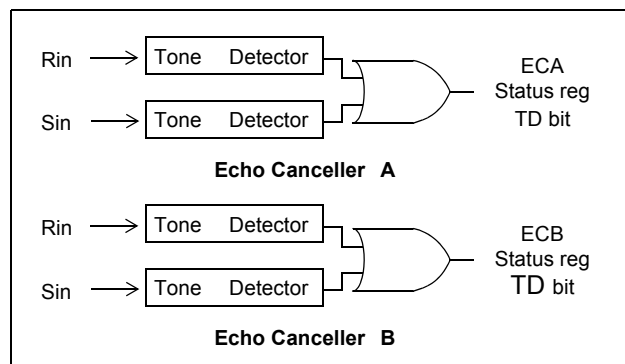 Rin
Tone Detector
Sin
Tone Detector
ECA
Status reg
TD bit
Echo Canceller A
Rin
Tone Detector
Sin
Tone Detector
ECB
Status reg
TD bit
Echo Canceller B